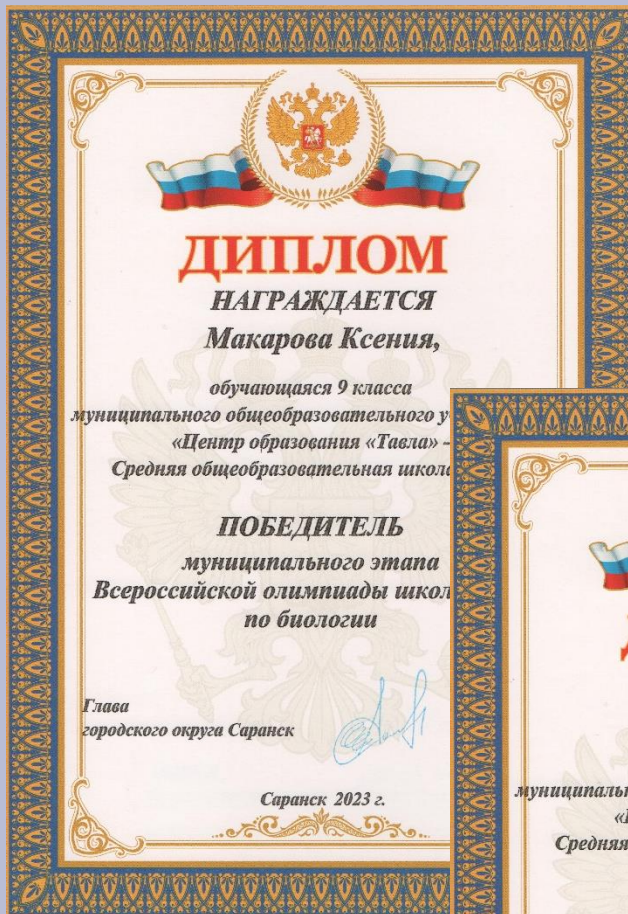 ДИПЛОМ
НАГРАЖДАЕТСЯ
Макарова Ксения,
обучающаяся 9 класса
муниципального общеобразовательного
«Центр образования «Тавла» -
Средняя общеобразовательная
ПОБЕДИТЕЛЬ
муниципального этапа
Всероссийской олимпиады
по биологии
Глава
городского округа Саранск
Саранск 2023 г.
Средняя